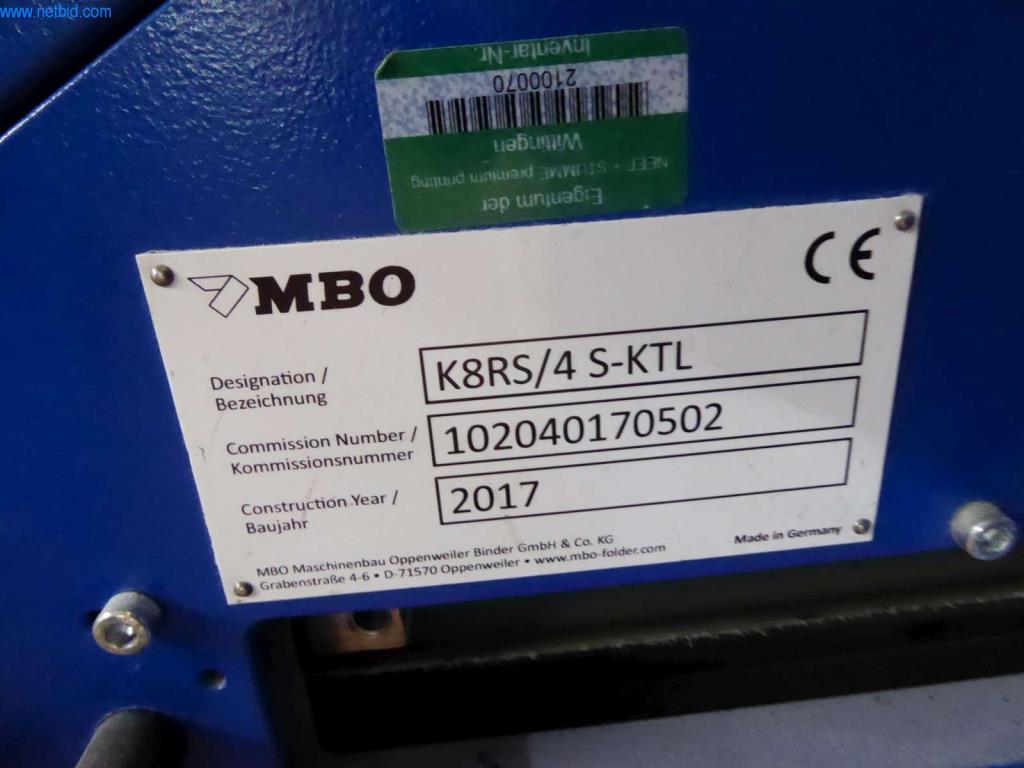 www.netbid.com
Eigentum der
NEEF + STUMME premium printing
Wittingen
2100070
Inventar-Nr.
MBO
CE
Designation /
Bezeichnung
K8RS/4 S-KTL
Commission Number /
Kommissionsnummer
102040170502
Construction Year /
Baujahr
2017
MBO Maschinenbau Oppenweiler Binder GmbH & Co. KG
Grabenstraße 4-6 • D-71570 Oppenweiler • www.mbo-folder.com
Made in Germany